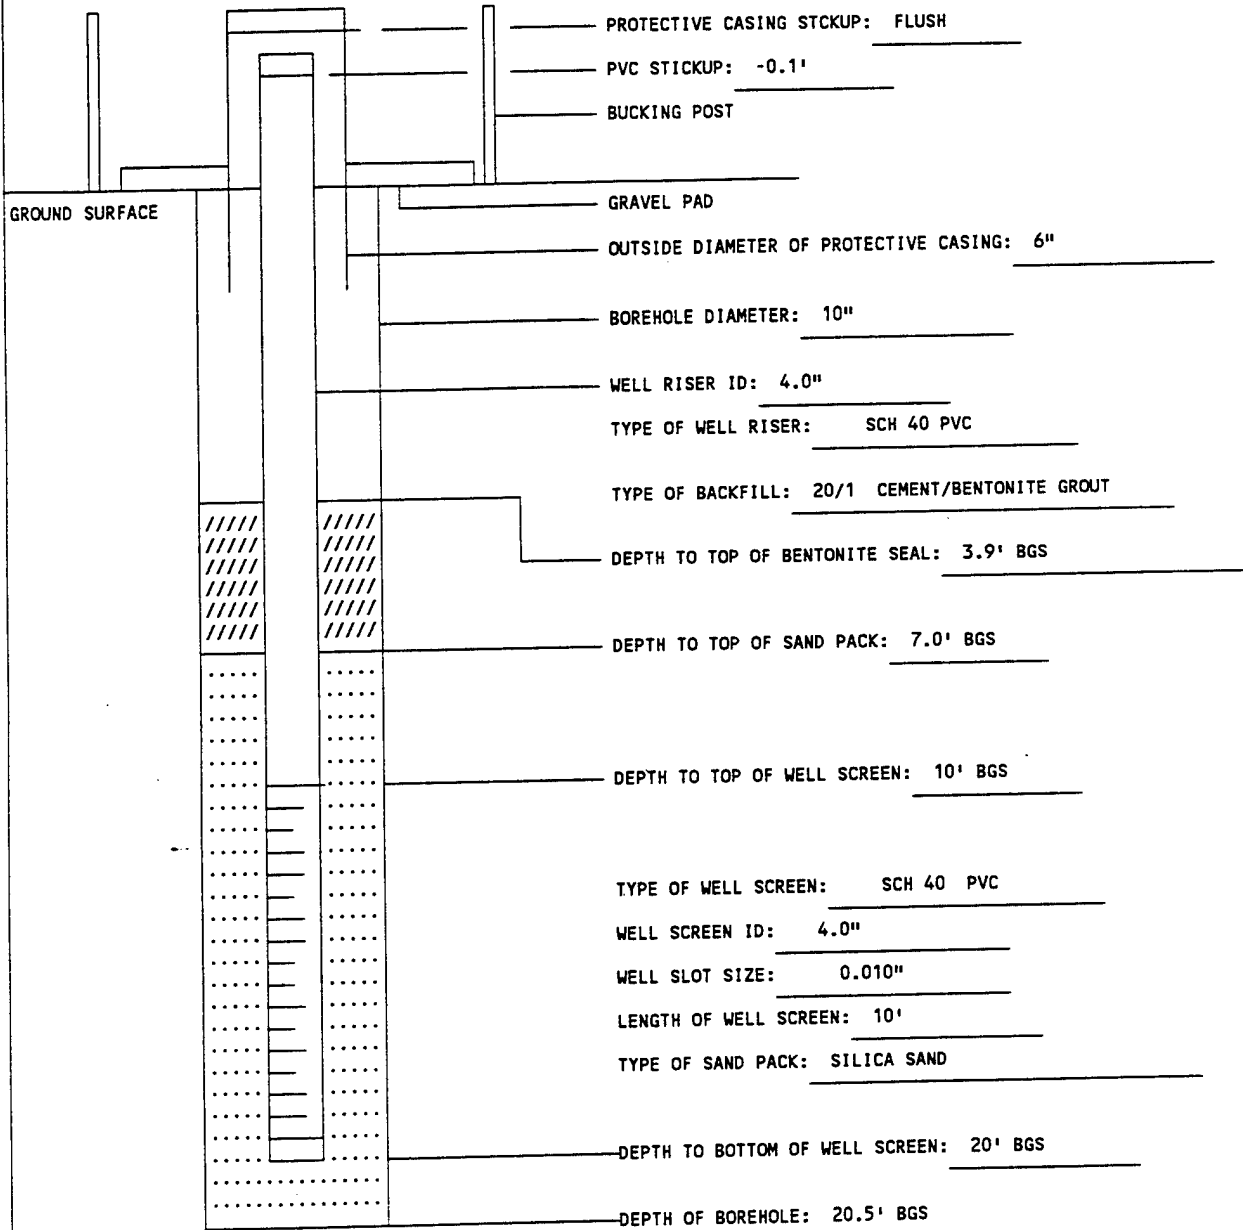 PROTECTIVE CASING STCKUP: FLUSH
PVC STICKUP: -0.1'
BUCKING POST
GROUND SURFACE
GRAVEL PAD
OUTSIDE DIAMETER OF PROTECTIVE CASING: 6"
BOREHOLE DIAMETER: 10"
WELL RISER ID: 4.0"
TYPE OF WELL RISER: SCH 40 PVC
TYPE OF BACKFILL: 20/1 CEMENT/BENTONITE GROUT
DEPTH TO TOP OF BENTONITE SEAL: 3.9' BGS
DEPTH TO TOP OF SAND PACK: 7.0' BGS
DEPTH TO TOP OF WELL SCREEN: 10' BGS
TYPE OF WELL SCREEN: SCH 40 PVC
WELL SCREEN ID: 4.0"
WELL SLOT SIZE: 0.010"
LENGTH OF WELL SCREEN: 10'
TYPE OF SAND PACK: SILICA SAND
DEPTH TO BOTTOM OF WELL SCREEN: 20' BGS
DEPTH OF BOREHOLE: 20.5' BGS